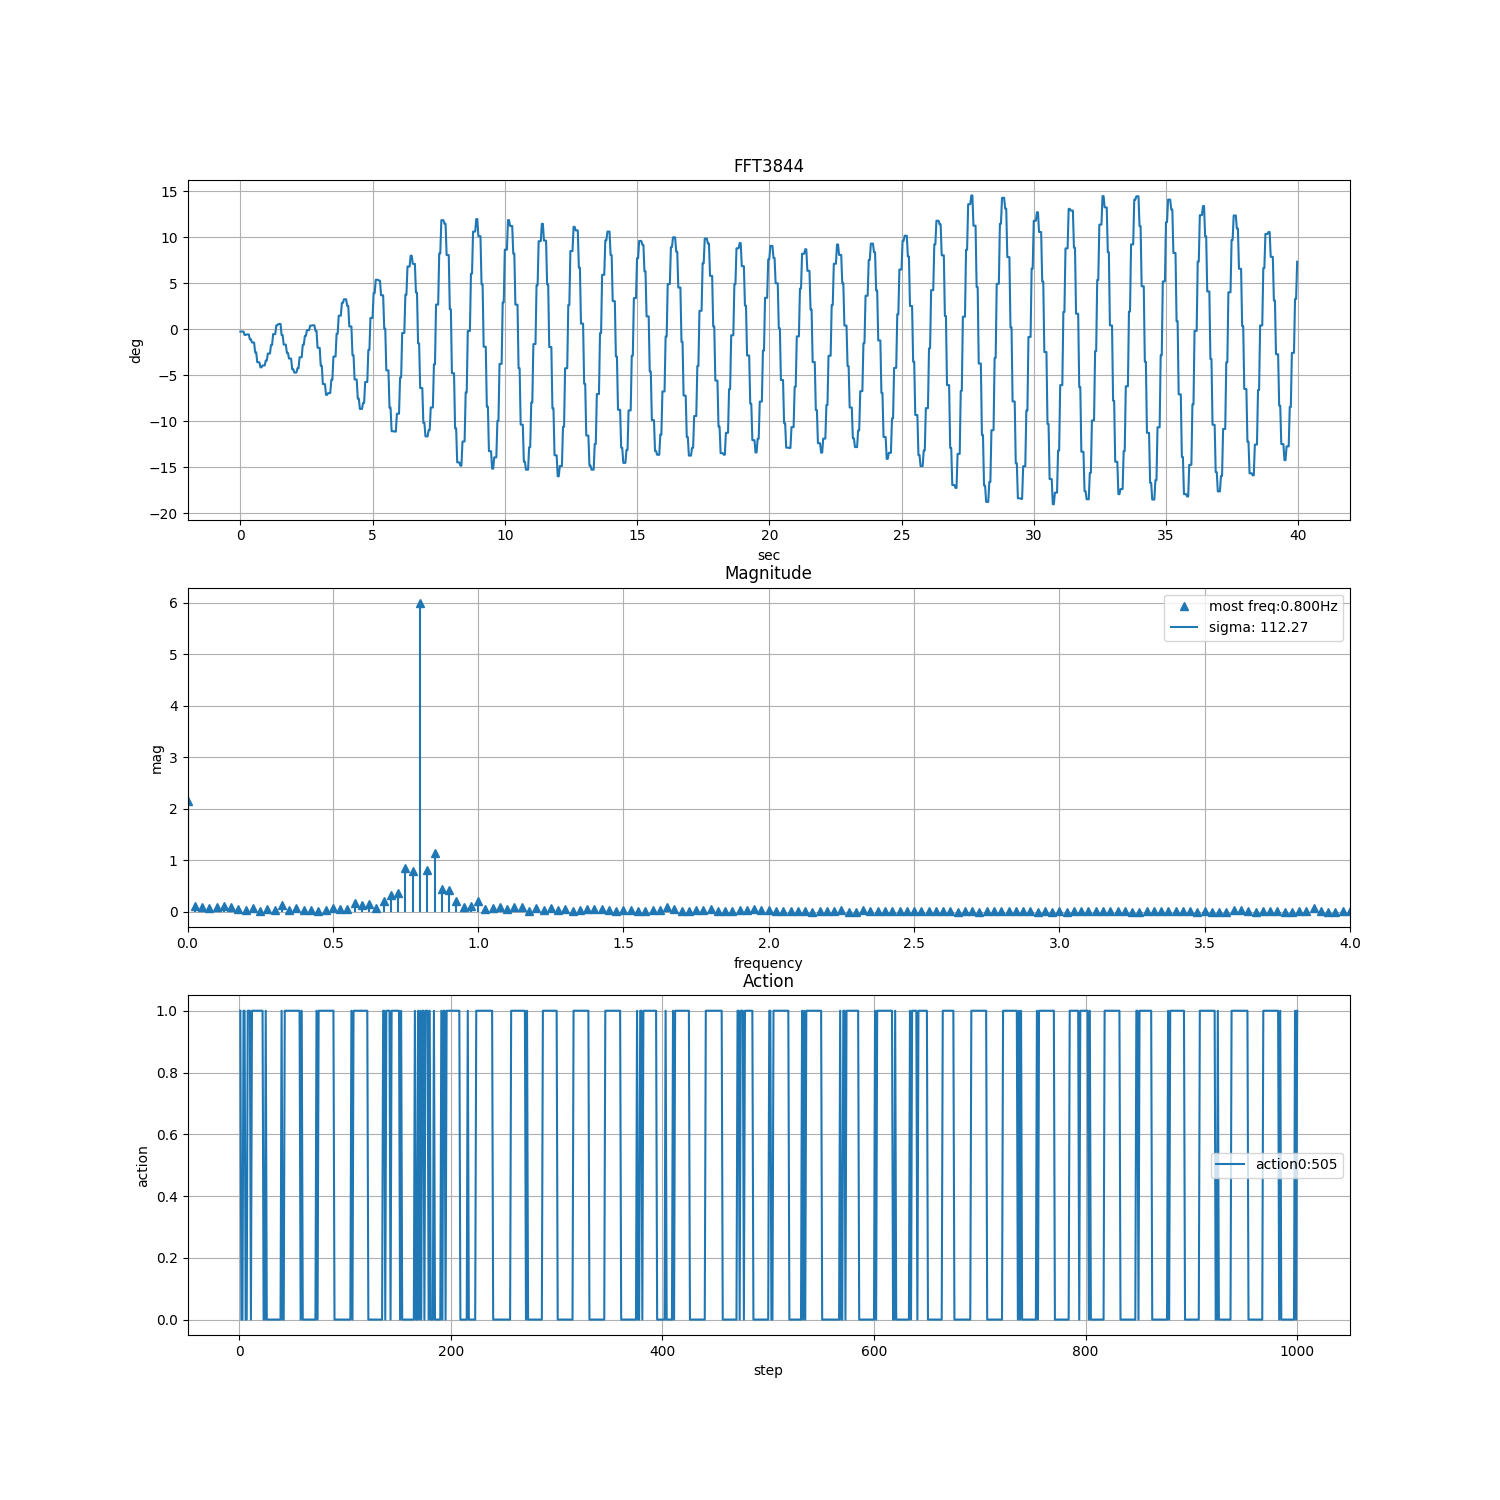 FFT3844
15
10
5
0
−5
−10
−15
−20
deg
0 5 10 15 20 25 30 35 40
sec
Magnitude
6
5
4
3
2
1
0
mag
most freq:0.800Hz
sigma: 112.27
0.0 0.5 1.0 1.5 2.0 2.5 3.0 3.5 4.0
frequency
Action
1.0
0.8
0.6
0.4
0.2
0.0
action
action0:505
0 200 400 600 800 1000
step